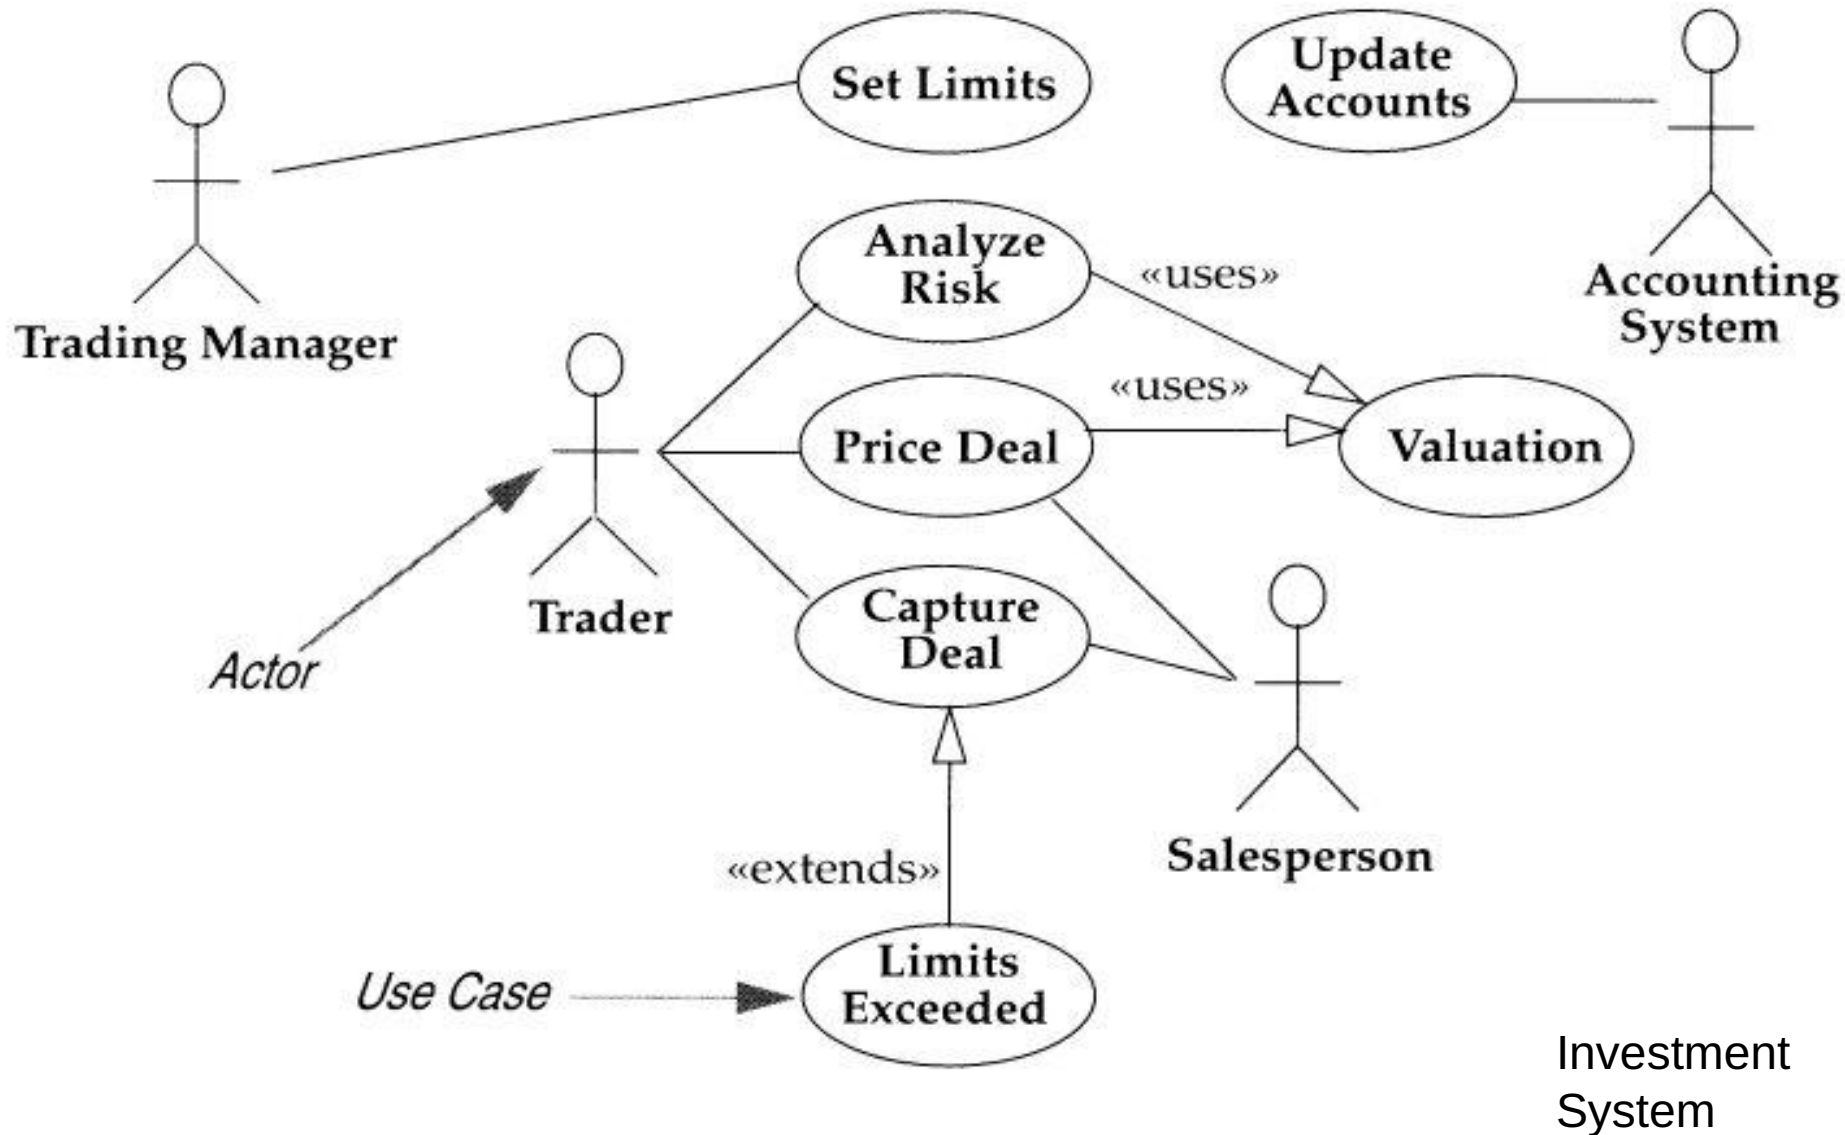 Set Limits
Update
Accounts
Analyze
Risk
«uses»
Accounting
System
Trading Manager
«uses»
Price Deal
Valuation
Trader
Capture
Deal
Actor
Salesperson
«extends»
Limits
Exceeded
Use Case
Investment
System